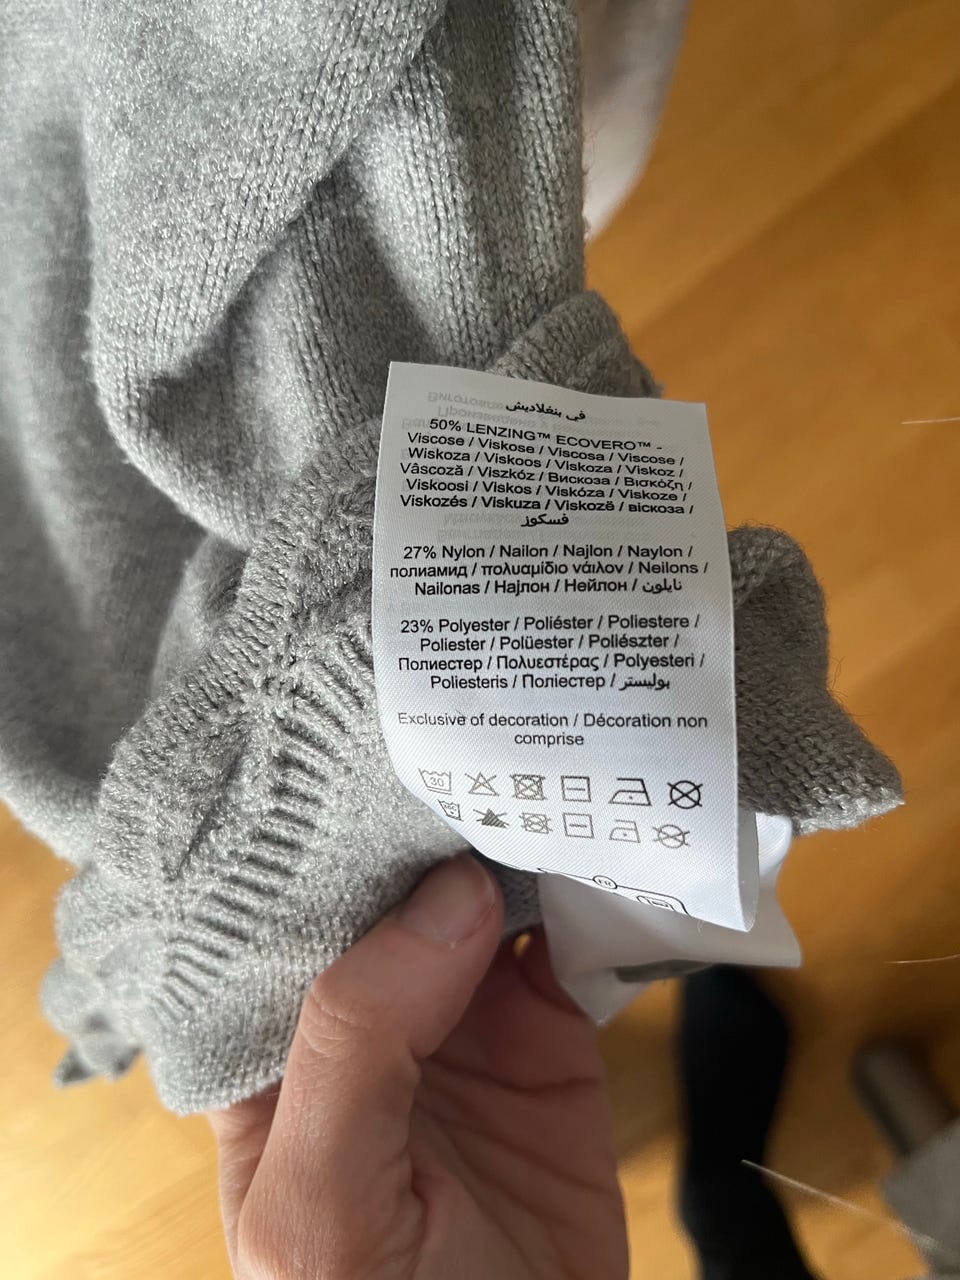 في بنغلاديش
50% LENZING™ ECOVERO™ -
Viscose / Viskose / Viscosa / Viscose /
Wiskoza / Viskoos / Viskoza / Viskoz /
Vâscoză / Viszkóz / Вискоза / Βισκόζη /
Viskoosi / Viskos / Viskóza / Viskoze /
Viskozés / Viskuza / Viskozë / віскоза /
فسكوز
27% Nylon / Nailon / Najlon / Naylon /
полиамид / πολυαμίδιο νάιλον / Neilons /
Nailonas / Најлон / Нейлон / نايلون
23% Polyester / Poliéster / Poliestere /
Poliester / Polüester / Poliészter /
Полиестер / Πολυεστέρας / Polyesteri /
Poliesteris / Поліестер / بوليستر
Exclusive of decoration / Décoration non
comprise
30
FR